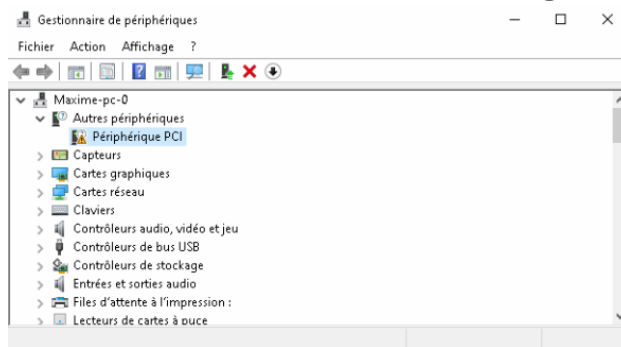 Gestionnaire de périphériques
Fichier Action Affichage ?
Maxime-pc-0
Autres périphériques
Périphérique PCI
Capteurs
Cartes graphiques
Cartes réseau
Claviers
Contrôleurs audio, vidéo et jeu
Contrôleurs de bus USB
Contrôleurs de stockage
Entrées et sorties audio
Files d'attente à l'impression :
Lecteurs de cartes à puce